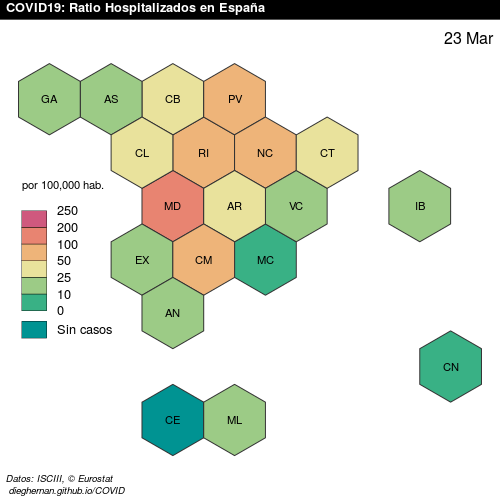 COVID19: Ratio Hospitalizados en España
23 Mar
GA AS CB PV
CL RI NC CT
por 100,000 hab.
MD AR VC IB
250
200
100
50
25
10
0
Sin casos
EX CM MC
AN
CN
CE ML
Datos: ISCIII, © Eurostat
dieghernan.github.io/COVID